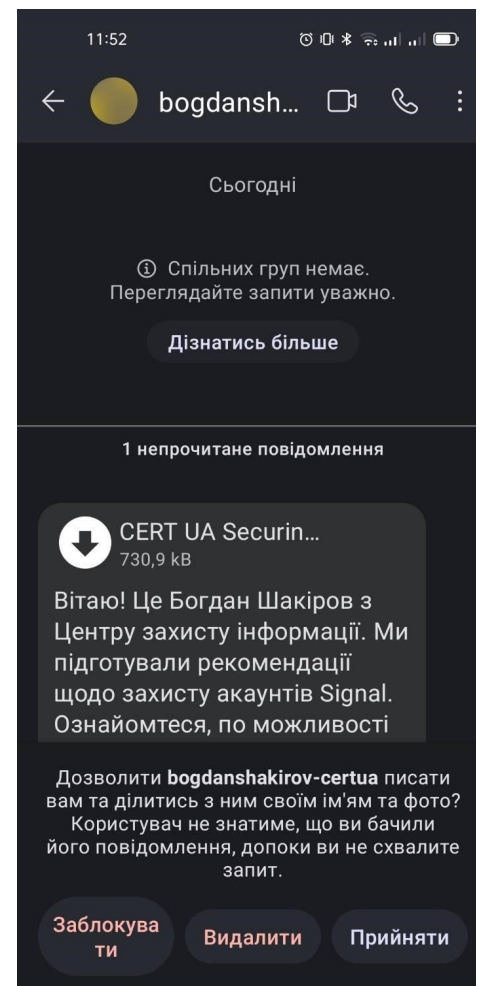 11:52
bogdansh...
Сьогодні
Спільних груп немає.
Переглядайте запити уважно.
Дізнатись більше
1 непрочитане повідомлення
CERT UA Securin...
730,9 kB
Вітаю! Це Богдан Шакіров з
Центру захисту інформації. Ми
підготували рекомендації
щодо захисту акаунтів Signal.
Ознайомтеся, по можливості
Дозволити bogdanshakirov-certua писати
вам та ділитись з ним своїм ім'ям та фото?
Користувач не знатиме, що ви бачили
його повідомлення, допоки ви не схвалите
запит.
Заблокува
ти
Видалити
Прийняти